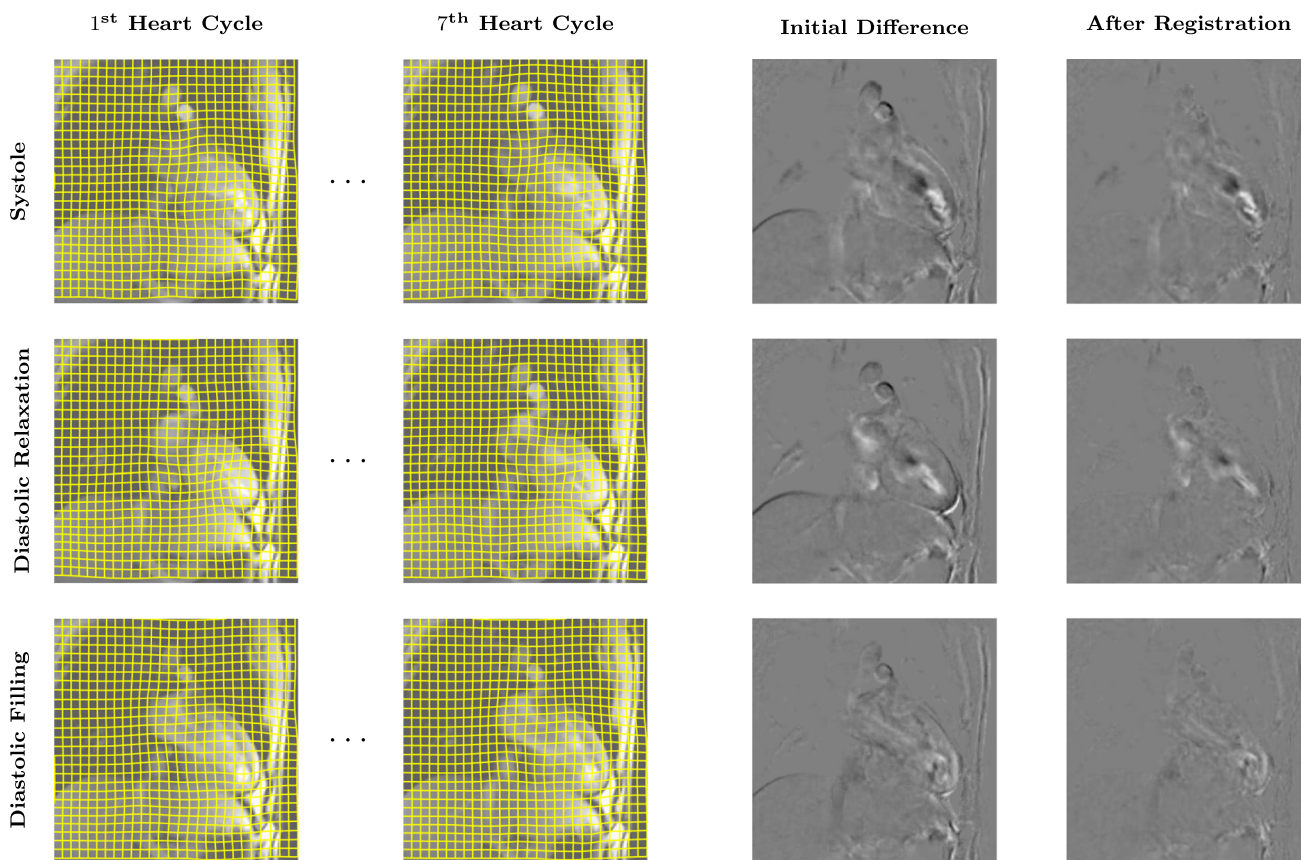 1st Heart Cycle
7th Heart Cycle
Initial Difference
After Registration
Systole
. . .
Diastolic Relaxation
. . .
Diastolic Filling
. . .